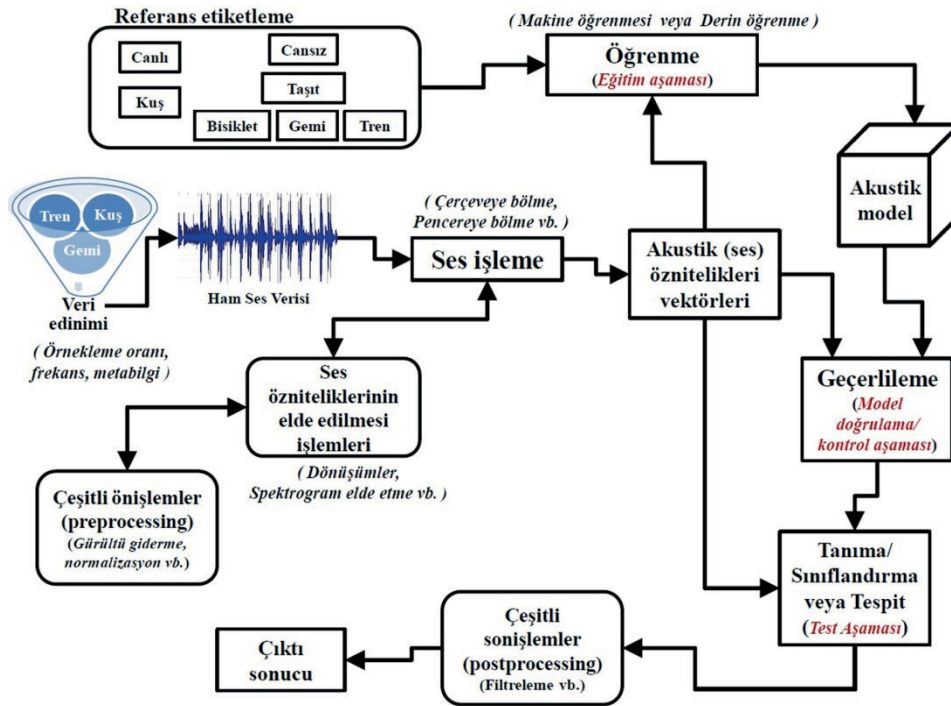 Referans etiketleme
Canlı
Cansız
Kuş
Taşıt
Bisiklet
Gemi
Tren
( Makine öğrenmesi veya Derin öğrenme )
Öğrenme
(Eğitim aşaması)
Akustik
model
Tren
Kuş
Gemi
Veri
edinimi
( Örnekleme oranı,
frekans, metabilgi )
Ham Ses Verisi
( Çerçeveye bölme,
Pencereye bölme vb. )
Ses işleme
Akustik (ses)
öznitelikleri
vektörleri
Geçerlileme
(Model
doğrulama/
kontrol aşaması)
Ses
özniteliklerinin
elde edilmesi
işlemleri
( Dönüşümler,
Spektrogram elde etme vb. )
Çeşitli önişlemler
(preprocessing)
(Gürültü giderme,
normalizasyon vb.)
Tanıma/
Sınıflandırma
veya Tespit
(Test Aşaması)
Çeşitli
sonişlemler
(postprocessing)
(Filtreleme vb.)
Çıktı
sonucu